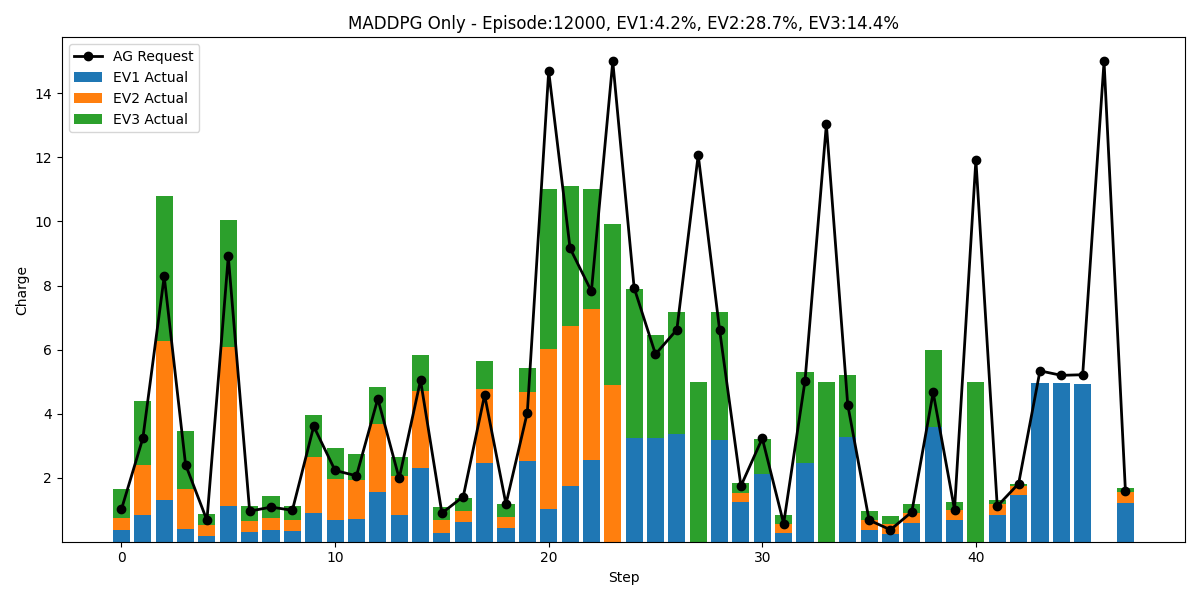 MADDPG Only - Episode:12000, EV1:4.2%, EV2:28.7%, EV3:14.4%
AG Request
EV1 Actual
EV2 Actual
EV3 Actual
Charge
14
12
10
8
6
4
2
0 10 20 30 40
Step